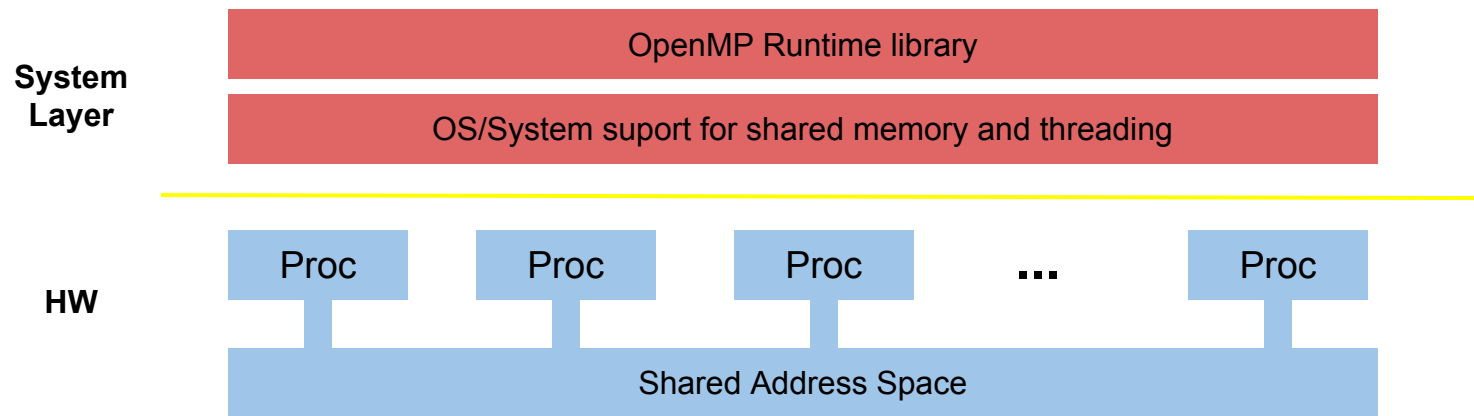 System
Layer
OpenMP Runtime library
OS/System suport for shared memory and threading
HW
Proc
Proc
Proc
...
Proc
Shared Address Space